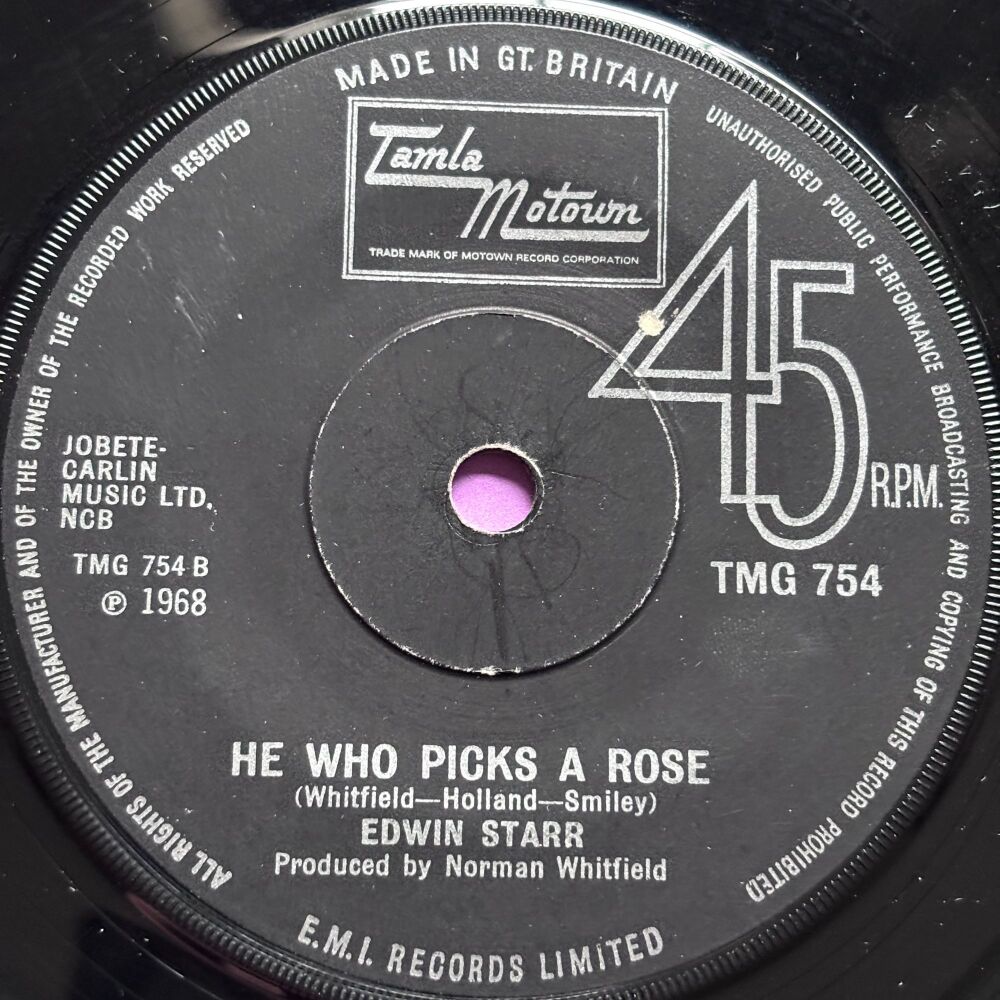 MADE IN GT. BRITAIN
UNAUTHORISED PUBLIC PERFORMANCE BROADCASTING AND COPYING OF THIS RECORD PROHIBITED
ALL RIGHTS OF THE MANUFACTURER AND OF THE OWNER OF THE RECORDED WORK RESERVED
Tamla
Motown
TRADE MARK OF MOTOWN RECORD CORPORATION
45
R.P.M.
JOBETE-
CARLIN
MUSIC LTD.
NCB
TMG 754 B
℗ 1968
TMG 754
HE WHO PICKS A ROSE
(Whitfield—Holland—Smiley)
EDWIN STARR
Produced by Norman Whitfield
E.M.I. RECORDS LIMITED